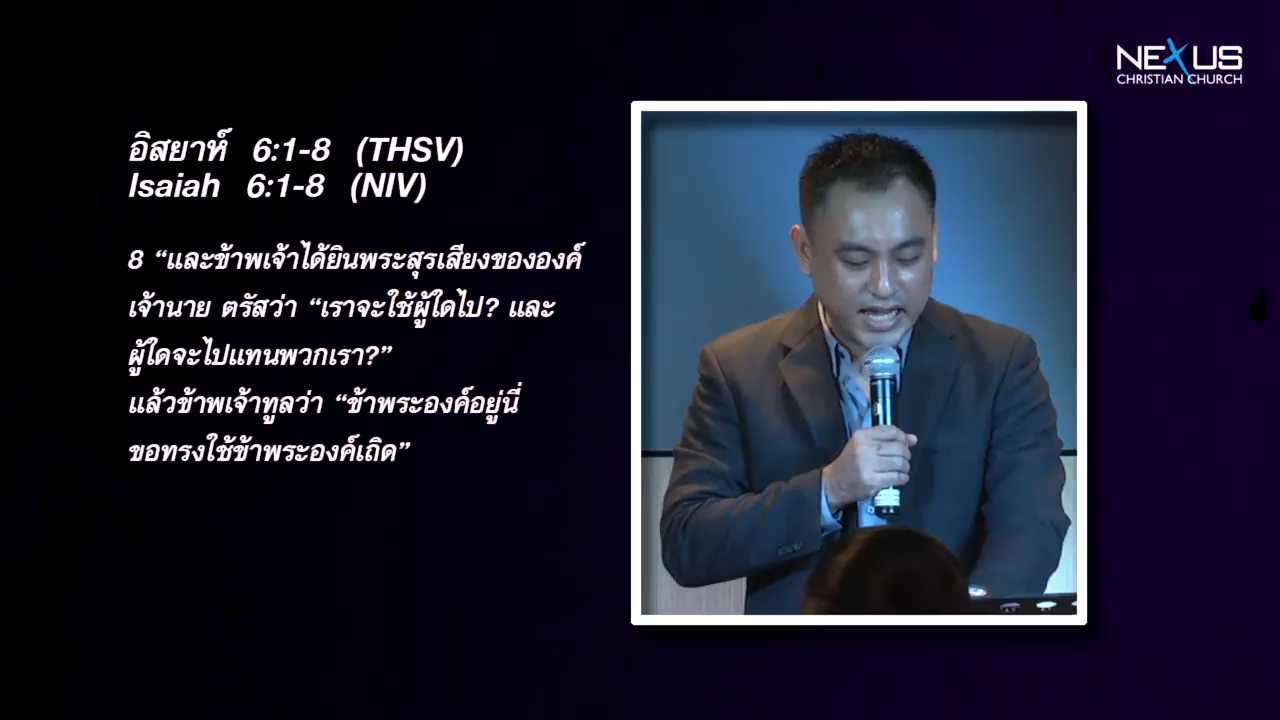 NEXUS
CHRISTIAN CHURCH
อิสยาห์ 6:1-8 (THSV)
Isaiah 6:1-8 (NIV)
8 “และข้าพเจ้าได้ยินพระสุรเสียงขององค์
เจ้านาย ตรัสว่า “เราจะใช้ผู้ใดไป? และ
ผู้ใดจะไปแทนพวกเรา?”
แล้วข้าพเจ้าทูลว่า “ข้าพระองค์อยู่นี่
ขอทรงใช้ข้าพระองค์เถิด”